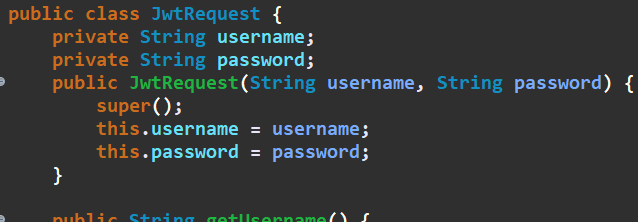 public class JwtRequest {
    private String username;
    private String password;
    public JwtRequest(String username, String password) {
        super();
        this.username = username;
        this.password = password;
    }
    public String getUsername() {